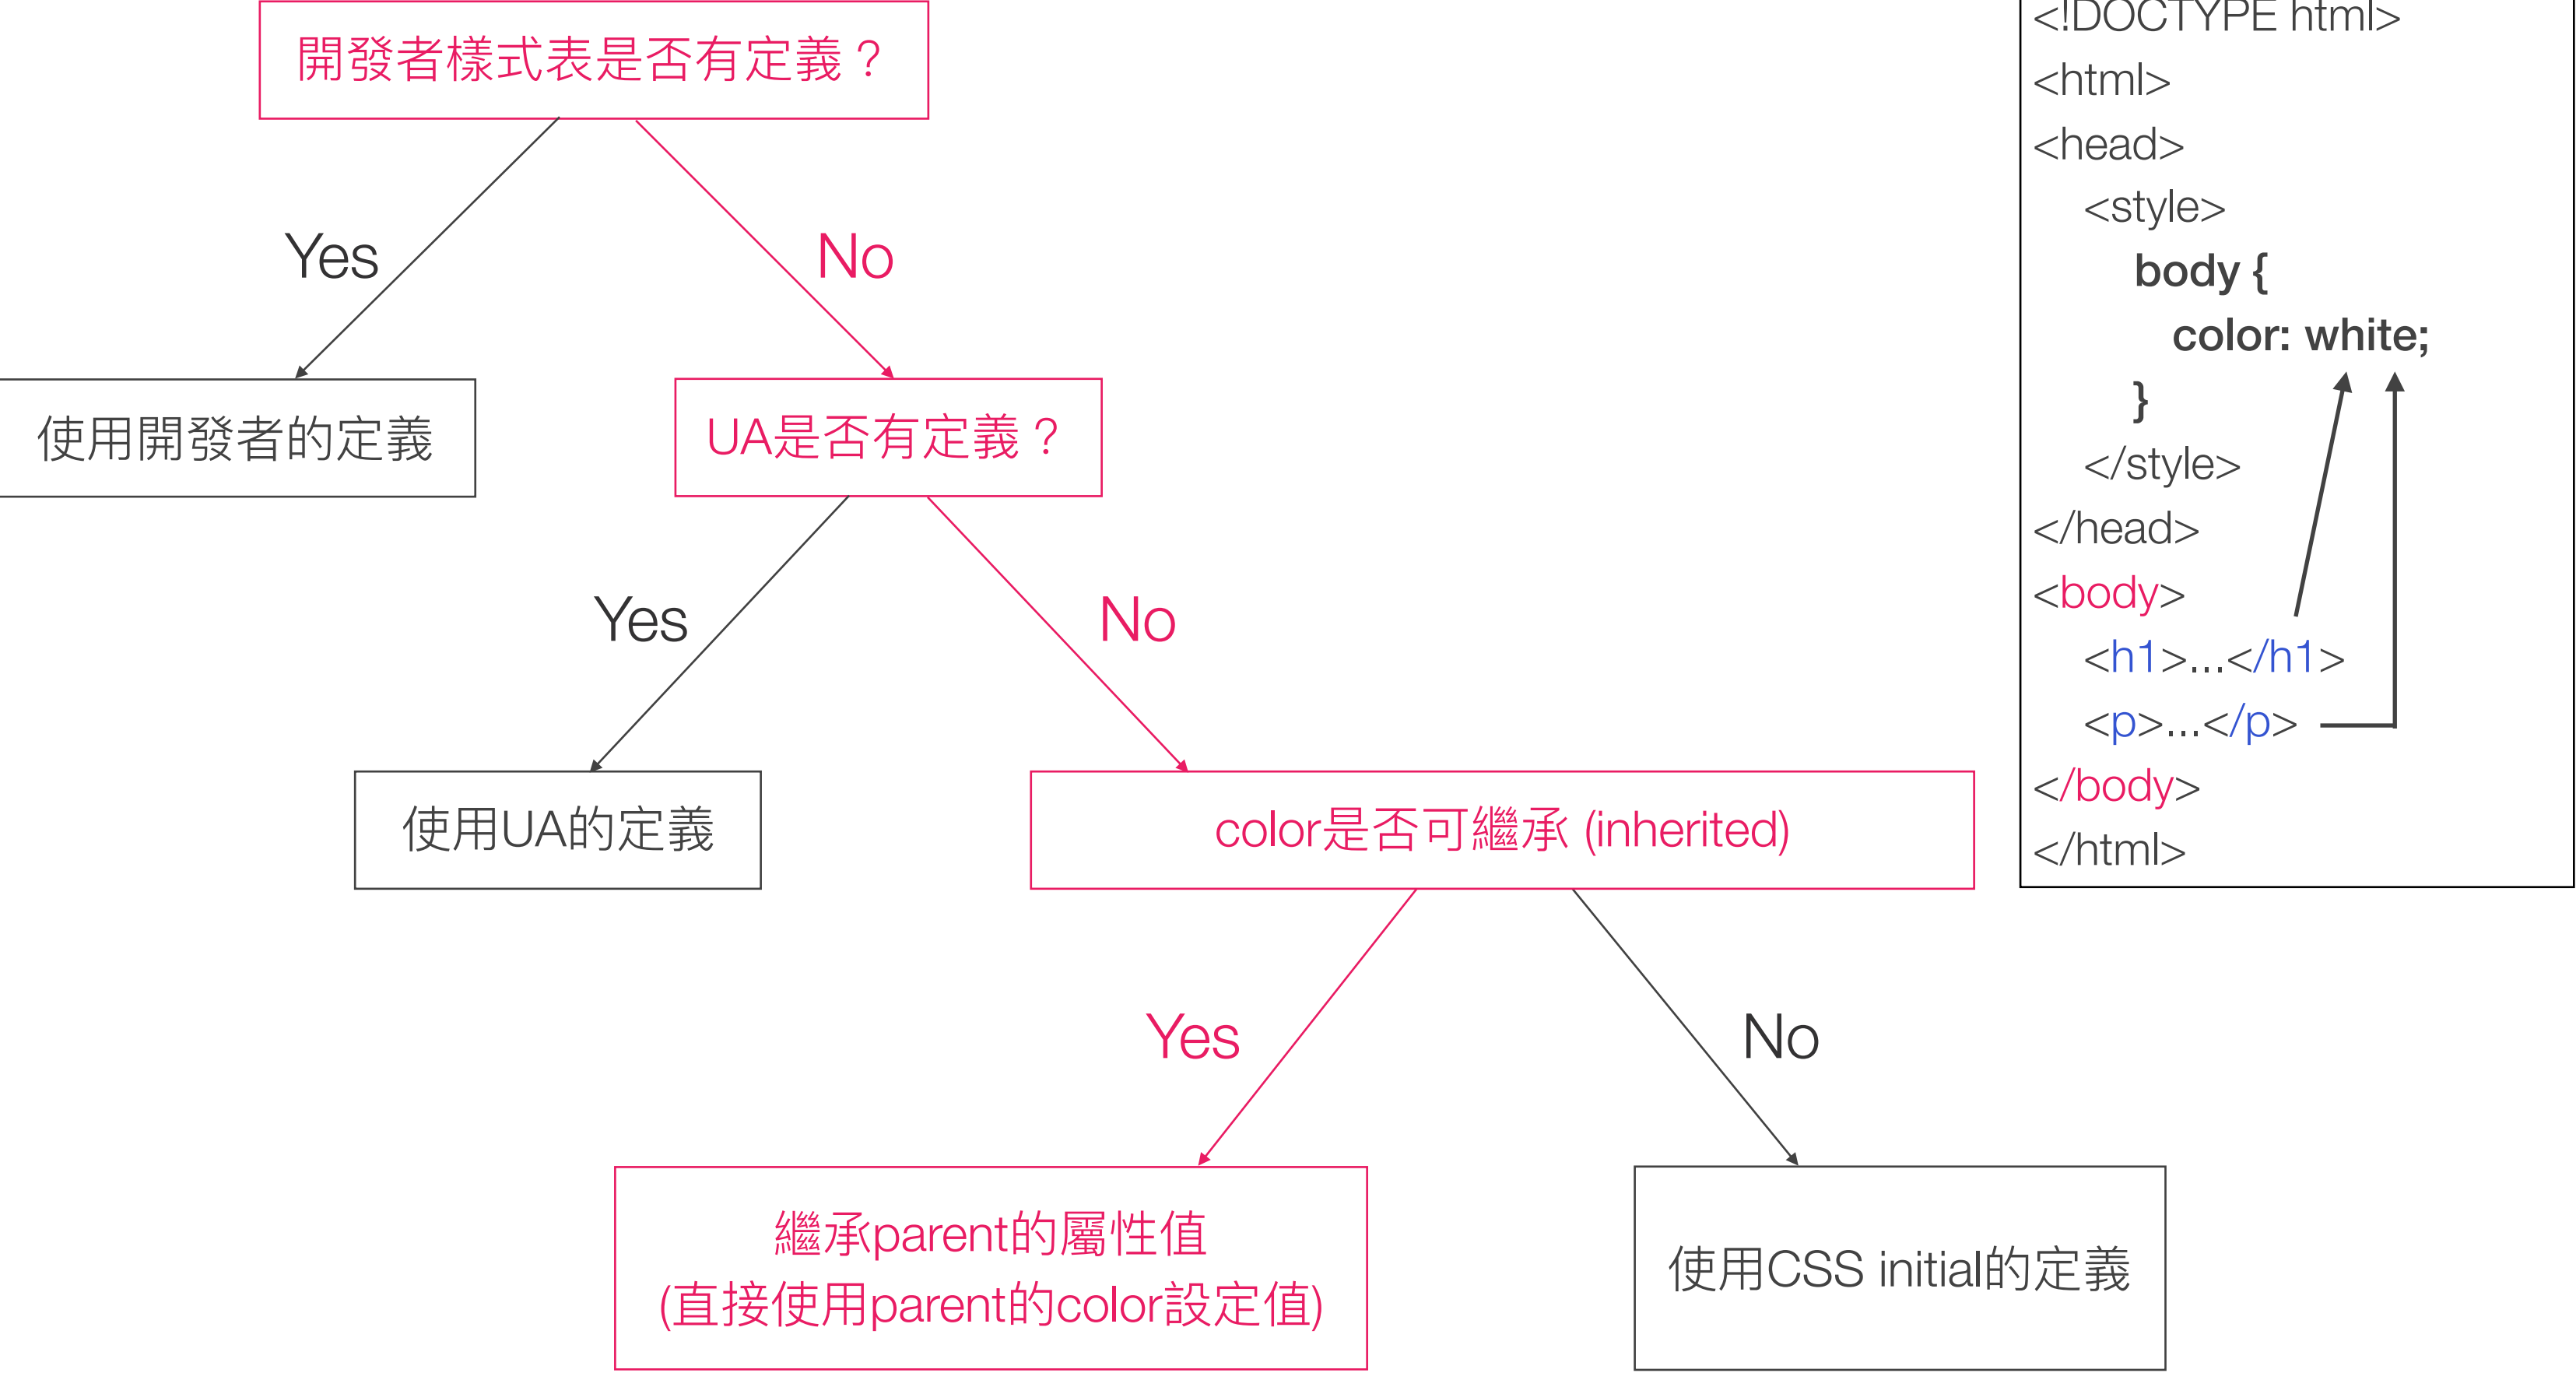 開發者樣式表是否有定義？
Yes
No
使用開發者的定義
UA是否有定義？
Yes
No
使用UA的定義
color是否可繼承 (inherited)
Yes
No
繼承parent的屬性值
(直接使用parent的color設定值)
使用CSS initial的定義
<!DOCTYPE html>
<html>
<head>
<style>
body {
color: white;
}
</style>
</head>
<body>
<h1>...</h1>
<p>...</p>
</body>
</html>